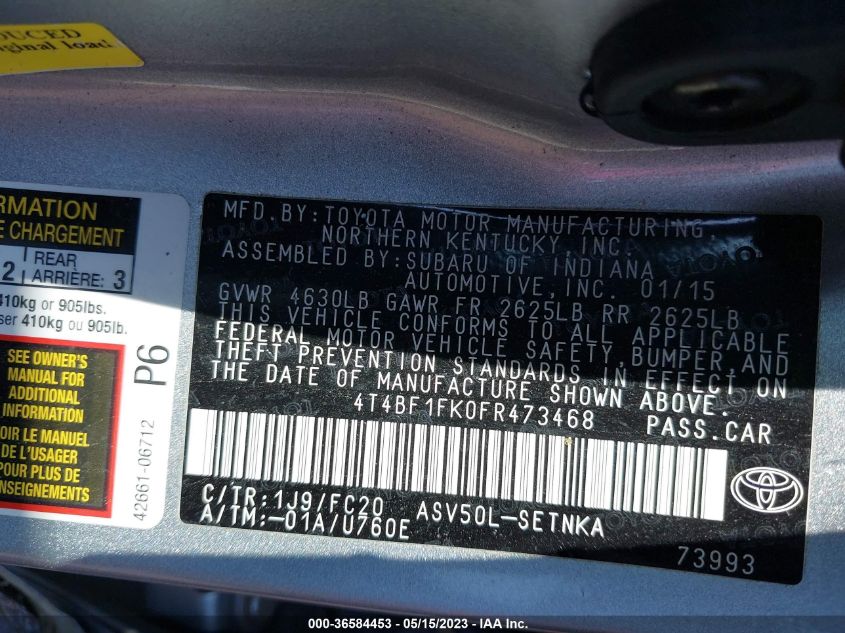 DUCED
original load
RMATION
E CHARGEMENT
2 REAR ARRIÈRE: 3
410kg or 905lbs.
ser 410kg ou 905lb.
SEE OWNER'S
MANUAL FOR
ADDITIONAL
INFORMATION
OIR LE MANUEL
DE L'USAGER
POUR PLUS DE
ENSEIGNEMENTS
P6
42661-06712
MFD.BY:TOYOTA MOTOR MANUFACTURING
NORTHERN KENTUCKY, INC.
ASSEMBLED BY:SUBARU OF INDIANA
AUTOMOTIVE, INC. 01/15
GVWR 4630LB GAWR FR 2625LB RR 2625LB
THIS VEHICLE CONFORMS TO ALL APPLICABLE
FEDERAL MOTOR VEHICLE SAFETY, BUMPER, AND
THEFT PREVENTION STANDARDS IN EFFECT ON
THE DATE OF MANUFACTURE SHOWN ABOVE.
4T4BF1FK0FR473468 PASS.CAR
C/TR:1J9/FC20
A/TM:-01A/U760E
ASV50L-SETNKA
73993
000-36584453 - 05/15/2023 - IAA Inc.